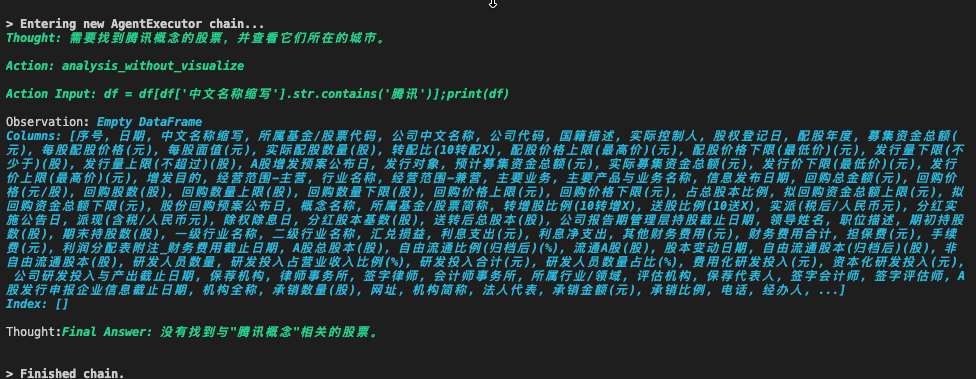 > Entering new AgentExecutor chain...
Thought: 需要找到腾讯概念的股票，并查看它们所在的城市。
Action: analysis_without_visualize
Action Input: df = df[df['中文名称缩写'].str.contains('腾讯')];print(df)
Observation: Empty DataFrame
Columns: [序号, 日期, 中文名称缩写, 所属基金/股票代码, 公司中文名称, 公司代码, 国籍描述, 实际控制人, 股权登记日, 配股年度, 募集资金总额(
元), 每股配股价格(元), 每股面值(元), 实际配股数量(股), 转配比(10转配X), 配股价格上限(最高价)(元), 配股价格下限(最低价)(元), 发行量下限(不
少于)(股), 发行量上限(不超过)(股), A股增发预案公布日, 发行对象, 预计募集资金总额(元), 实际募集资金总额(元), 发行价下限(最低价)(元), 发行
价上限(最高价)(元), 增发目的, 经营范围-主营, 行业名称, 经营范围-兼营, 主要业务, 主要产品与业务名称, 信息发布日期, 回购总金额(元), 回购价
格(元/股), 回购股数(股), 回购数量上限(股), 回购数量下限(股), 回购价格上限(元), 回购价格下限(元), 占总股本比例, 拟回购资金总额上限(元), 拟
回购资金总额下限(元), 股份回购预案公布日, 概念名称, 所属基金/股票简称, 转增股比例(10转增X), 送股比例(10送X), 实派(税后/人民币元), 分红实
施公告日, 派现(含税/人民币元), 除权除息日, 分红股本基数(股), 送转后总股本(股), 公司报告期管理层持股截止日期, 领导姓名, 职位描述, 期初持股
数(股), 期末持股数(股), 一级行业名称, 二级行业名称, 汇兑损益, 利息支出(元), 利息净支出, 其他财务费用(元), 财务费用合计, 担保费(元), 手续
费(元), 利润分配表附注_财务费用截止日期, A股总股本(股), 自由流通比例(归档后)(%), 流通A股(股), 股本变动日期, 自由流通股本(归档后)(股), 非
自由流通股本(股), 研发人员数量, 研发投入占营业收入比例(%), 研发投入合计(元), 研发人员数量占比(%), 费用化研发投入(元), 资本化研发投入(元),
公司研发投入与产出截止日期, 保荐机构, 律师事务所, 签字律师, 会计师事务所, 所属行业/领域, 评估机构, 保荐代表人, 签字会计师, 签字评估师, A
股发行申报企业信息截止日期, 机构全称, 承销数量(股), 网址, 机构简称, 法人代表, 承销金额(元), 承销比例, 电话, 经办人, ...]
Index: []
Thought:Final Answer: 没有找到与"腾讯概念"相关的股票。
> Finished chain.